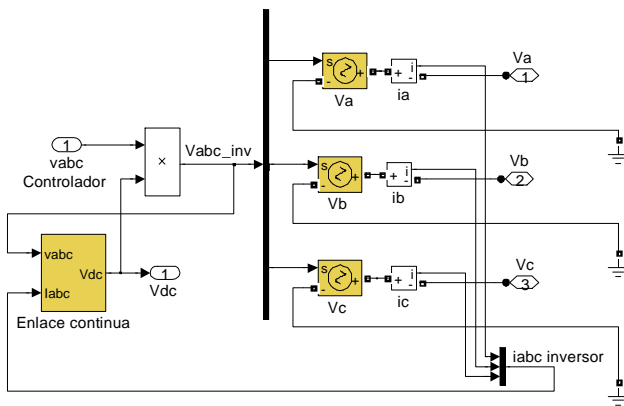 Va
s
i
+
+
-
-
1
Va
ia
1
vabc
Controlador
×
Vabc_inv
Vb
s
i
+
+
-
-
2
Vb
ib
vabc
Vdc
Iabc
Enlace continua
1
Vdc
Vc
s
i
+
+
-
-
3
Vc
ic
iabc inversor